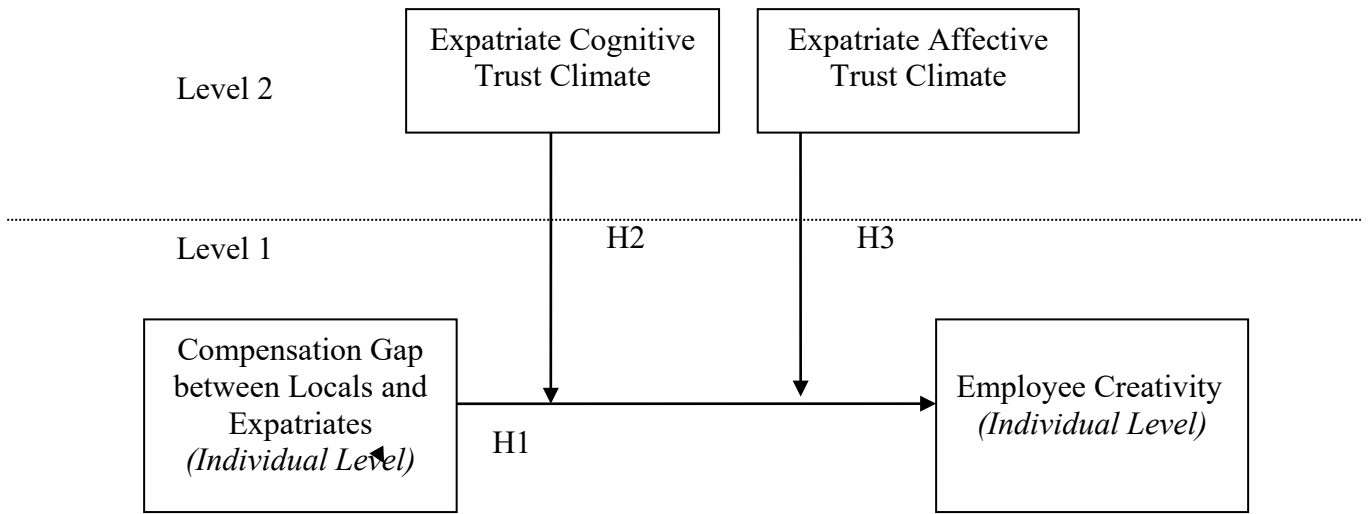 Expatriate Cognitive
Trust Climate
Expatriate Affective
Trust Climate
Level 2
Level 1
H2
H3
Compensation Gap
between Locals and
Expatriates
(Individual Level)
H1
Employee Creativity
(Individual Level)